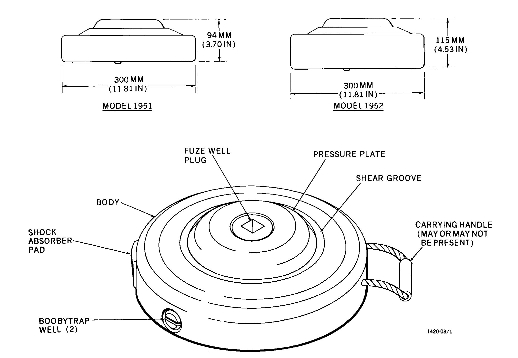 94 MM
(3.70 IN)
115 MM
(4.53 IN)
300 MM
(11.81 IN)
MODEL 1951
300 MM
(11.81 IN)
MODEL 1952
FUZE WELL
PLUG
PRESSURE PLATE
SHEAR GROOVE
BODY
SHOCK
ABSORBER
PAD
CARRYING HANDLE
(MAY OR MAY NOT
BE PRESENT)
BOOBYTRAP
WELL (2)